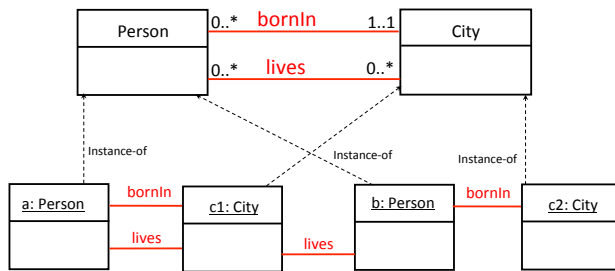 Person
0..* bornIn 1..1
City
0..* lives 0..*
Instance-of
Instance-of
Instance-of
a: Person
bornIn
c1: City
b: Person
bornIn
c2: City
lives
lives